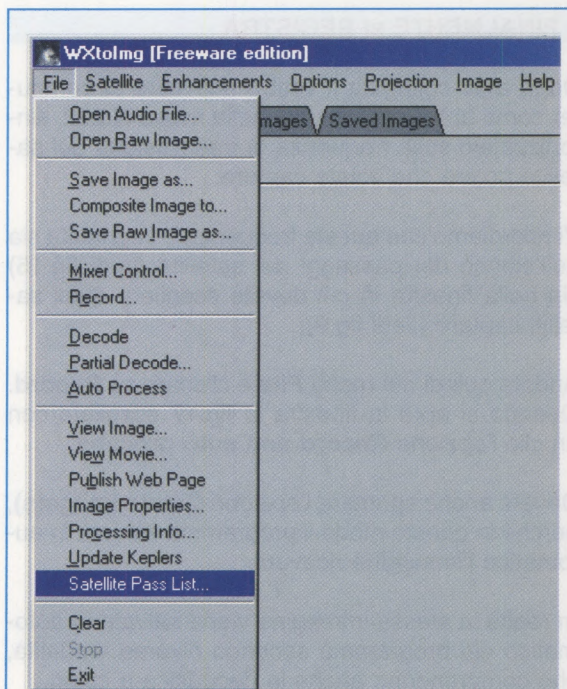 WXtoImg [Freeware edition]
File Satellite Enhancements Options Projection Image Help
mages Saved Images
Open Audio File...
Open Raw Image...
Save Image as...
Composite Image to...
Save Raw Image as...
Mixer Control...
Record...
Decode
Partial Decode...
Auto Process
View Image...
View Movie...
Publish Web Page
Image Properties...
Processing Info...
Update Keplers
Satellite Pass List...
Clear
Stop
Exit